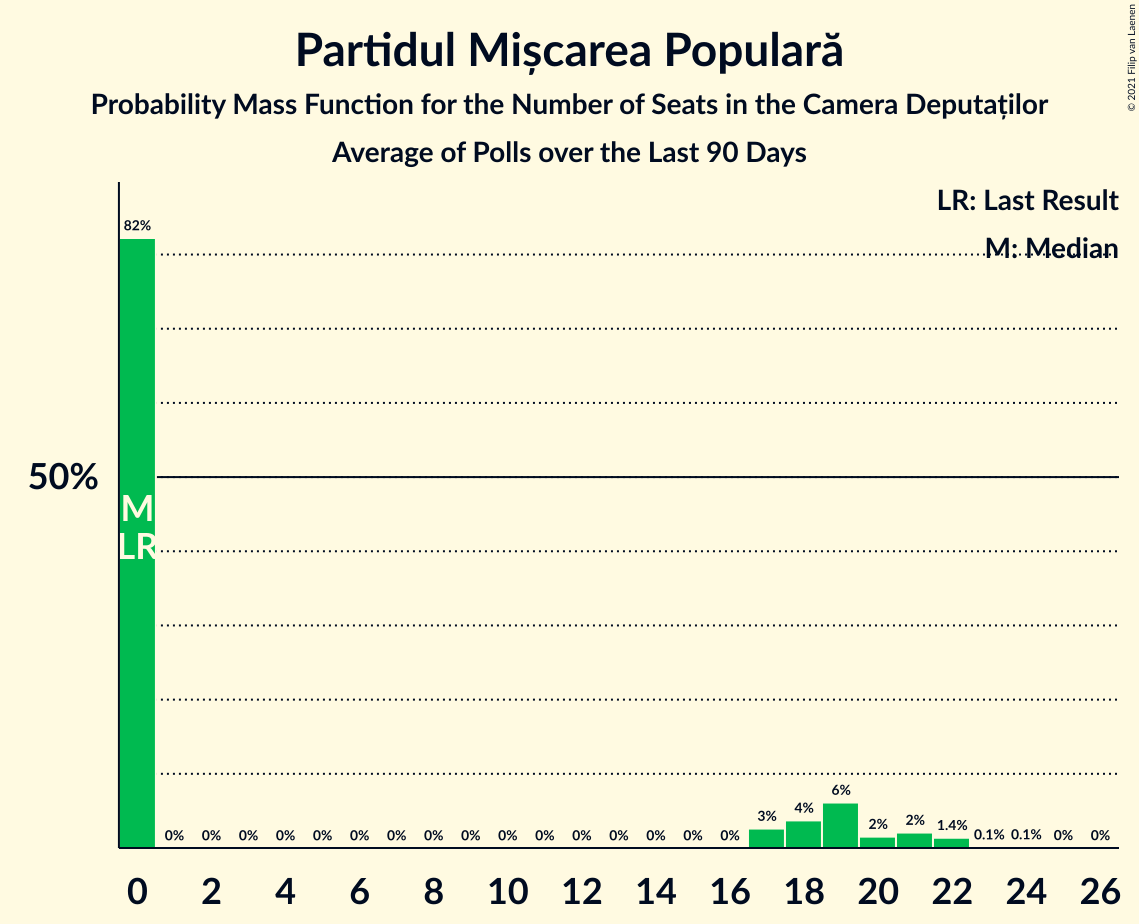 Partidul Mișcarea Populară
Probability Mass Function for the Number of Seats in the Camera Deputaților
Average of Polls over the Last 90 Days
© 2021 Filip van Laenen
LR: Last Result
M: Median
82%
50%
M
LR
0% 0% 0% 0% 0% 0% 0% 0% 0% 0% 0% 0% 0% 0% 0% 0% 3% 4% 6% 2% 2% 1.4% 0.1% 0.1% 0% 0%
0 2 4 6 8 10 12 14 16 18 20 22 24 26